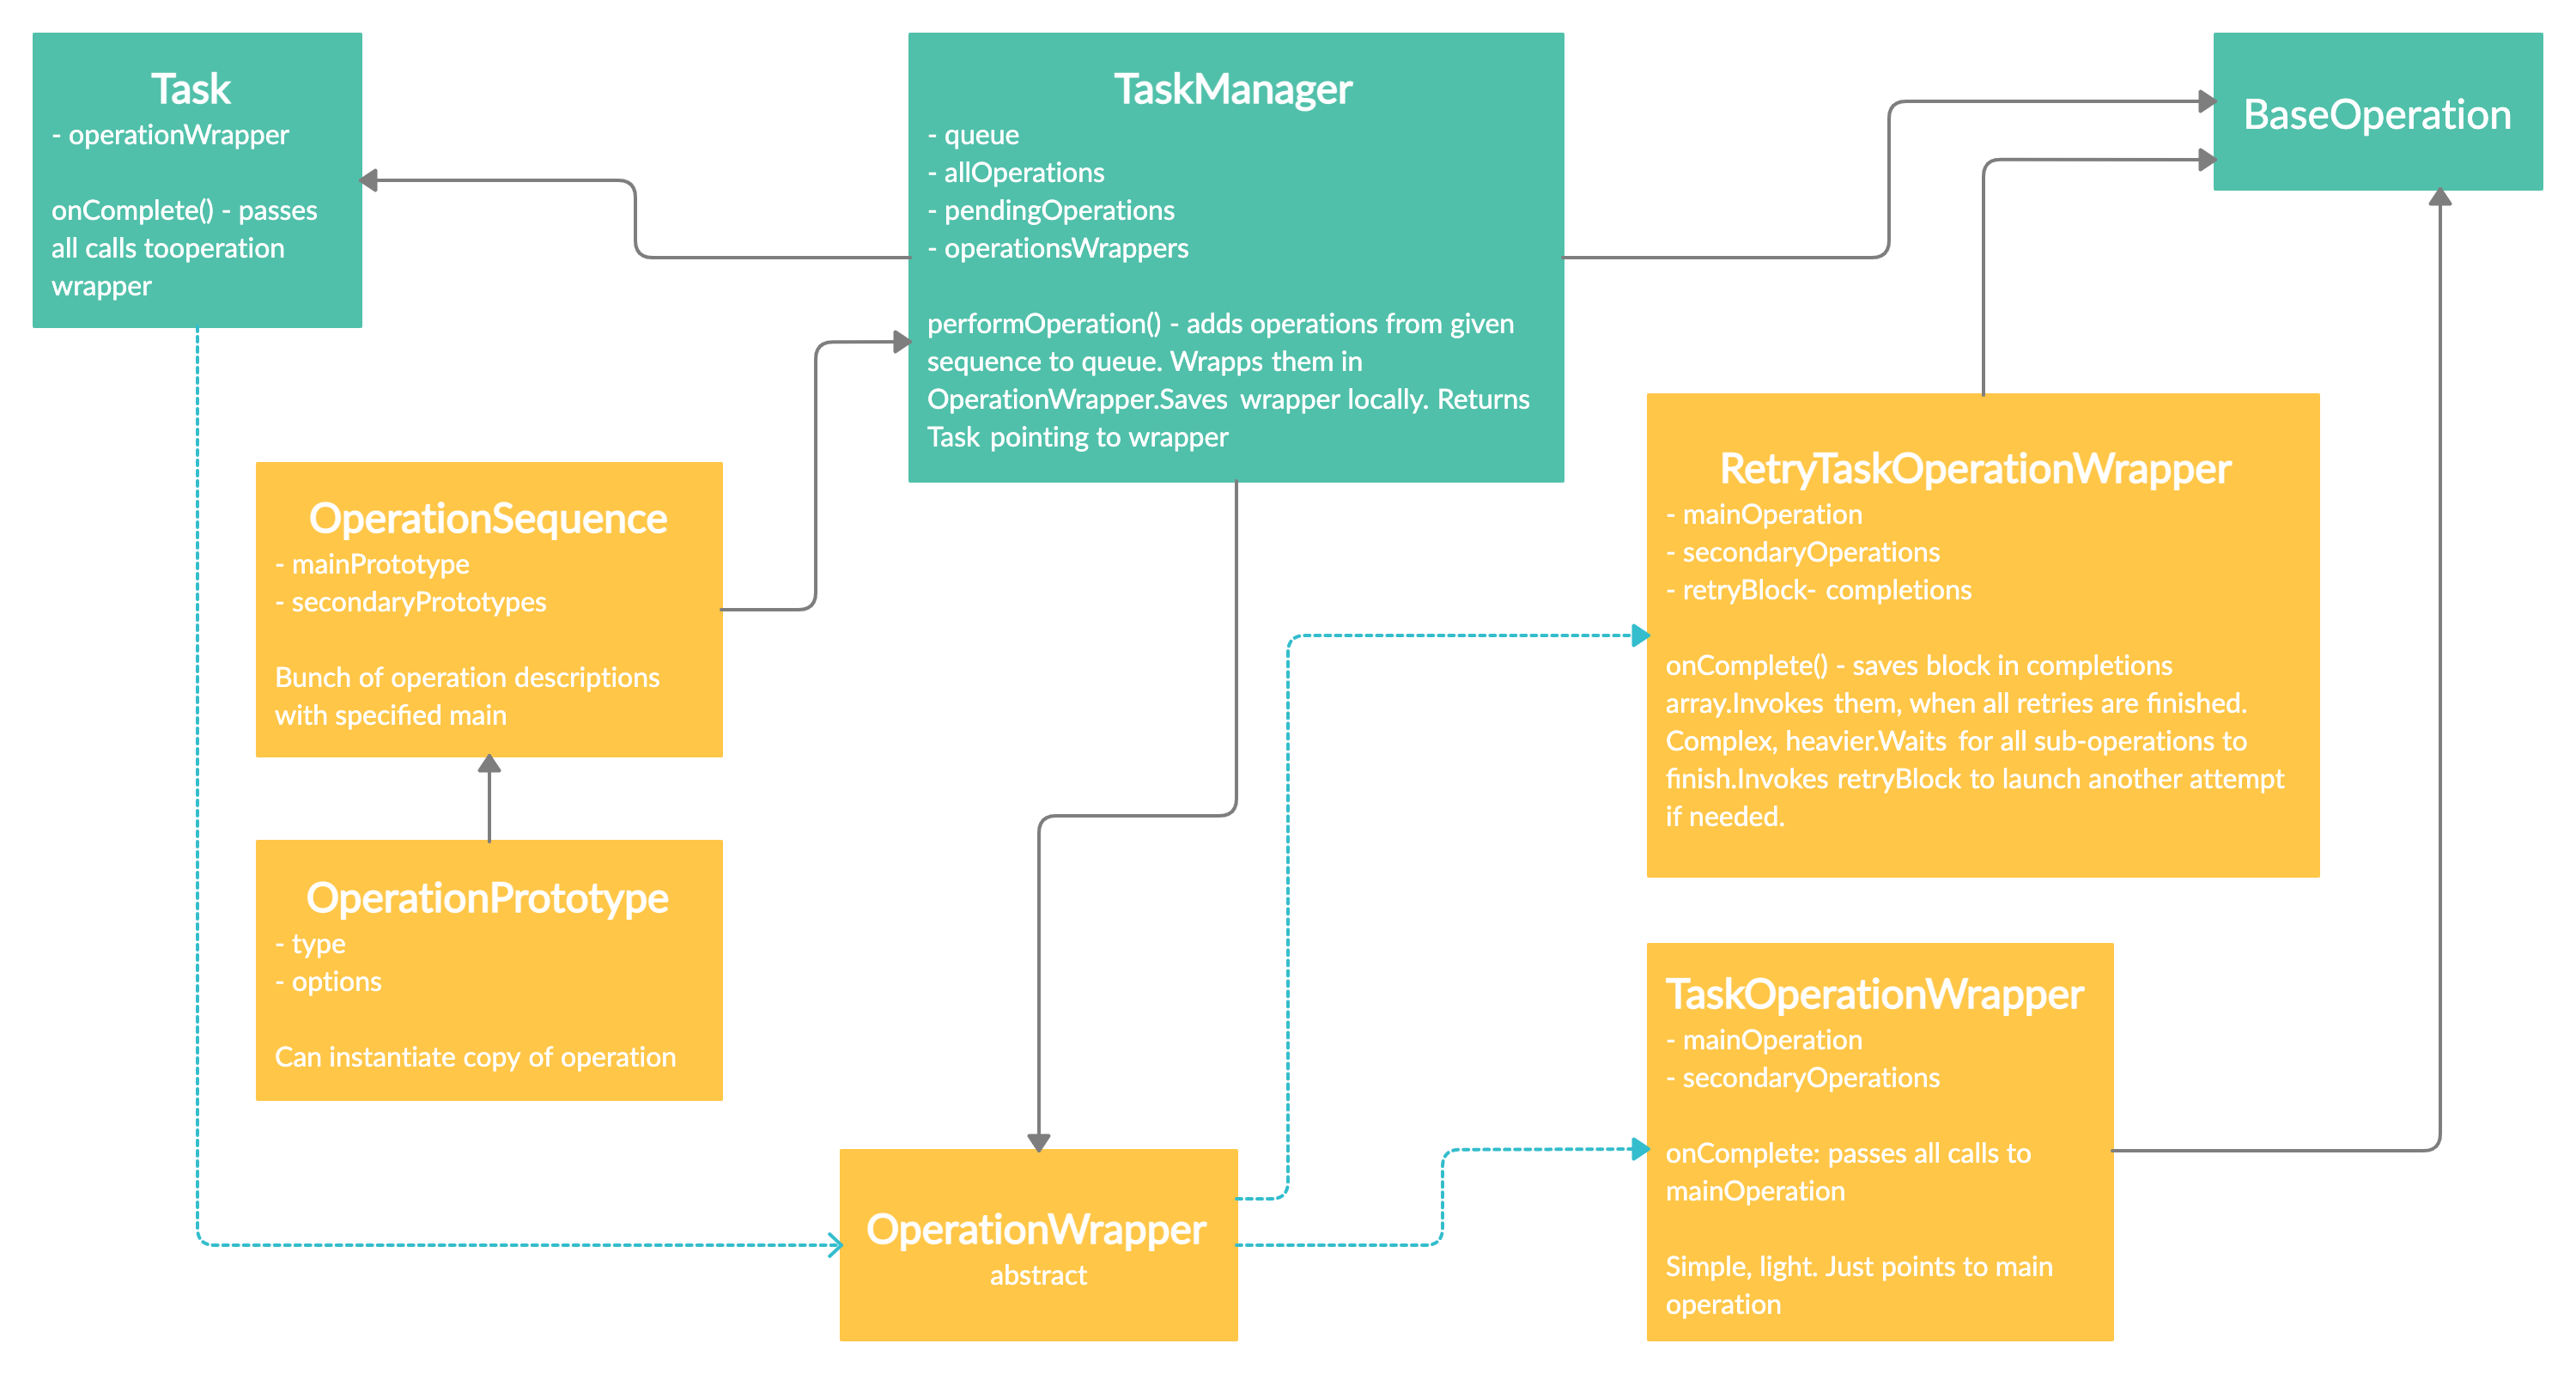 Task
- operationWrapper
onComplete() - passes
all calls tooperation
wrapper
TaskManager
- queue
- allOperations
- pendingOperations
- operationsWrappers
performOperation() - adds operations from given
sequence to queue. Wrapps them in
OperationWrapper.Saves wrapper locally. Returns
Task pointing to wrapper
BaseOperation
OperationSequence
- mainPrototype
- secondaryPrototypes
Bunch of operation descriptions
with specified main
RetryTaskOperationWrapper
- mainOperation
- secondaryOperations
- retryBlock- completions
onComplete() - saves block in completions
array.Invokes them, when all retries are finished.
Complex, heavier.Waits for all sub-operations to
finish.Invokes retryBlock to launch another attempt
if needed.
OperationPrototype
- type
- options
Can instantiate copy of operation
TaskOperationWrapper
- mainOperation
- secondaryOperations
onComplete: passes all calls to
mainOperation
Simple, light. Just points to main
operation
OperationWrapper
abstract